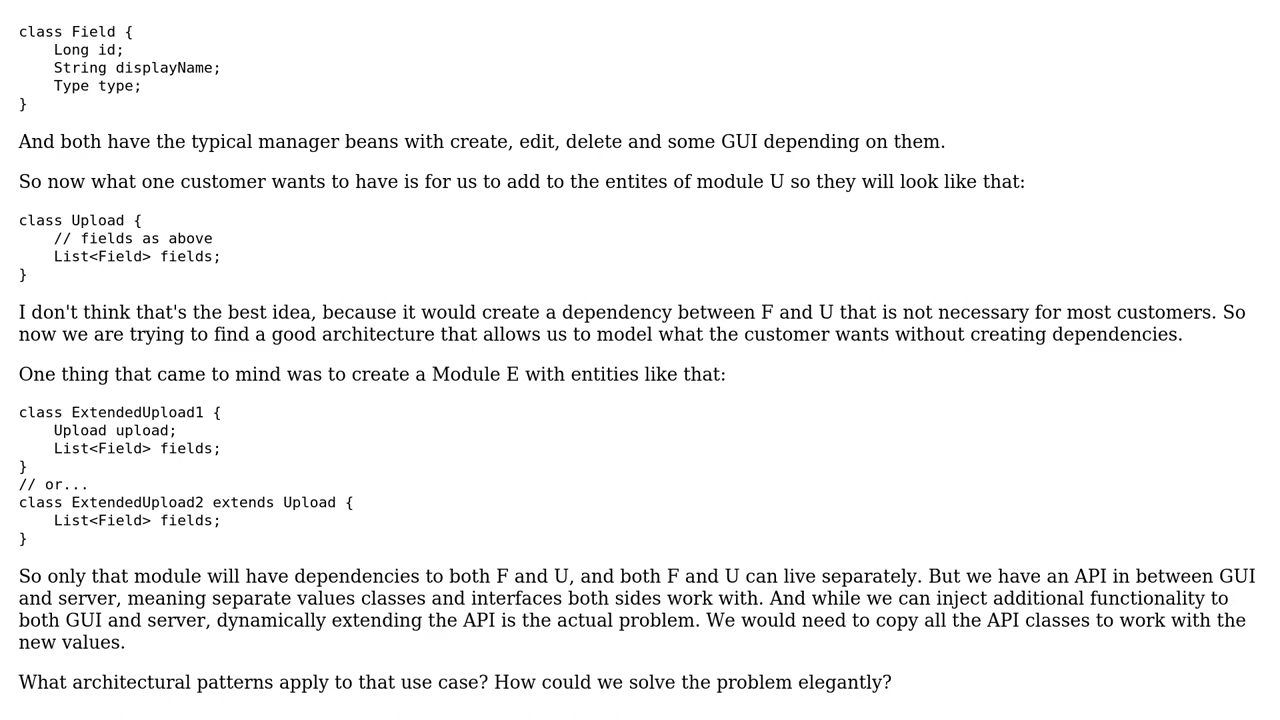 class Field {
    Long id;
    String displayName;
    Type type;
}
And both have the typical manager beans with create, edit, delete and some GUI depending on them.
So now what one customer wants to have is for us to add to the entites of module U so they will look like that:
class Upload {
    // fields as above
    List<Field> fields;
}
I don't think that's the best idea, because it would create a dependency between F and U that is not necessary for most customers. So
now we are trying to find a good architecture that allows us to model what the customer wants without creating dependencies.
One thing that came to mind was to create a Module E with entities like that:
class ExtendedUpload1 {
    Upload upload;
    List<Field> fields;
}
// or...
class ExtendedUpload2 extends Upload {
    List<Field> fields;
}
So only that module will have dependencies to both F and U, and both F and U can live separately. But we have an API in between GUI
and server, meaning separate values classes and interfaces both sides work with. And while we can inject additional functionality to
both GUI and server, dynamically extending the API is the actual problem. We would need to copy all the API classes to work with the
new values.
What architectural patterns apply to that use case? How could we solve the problem elegantly?